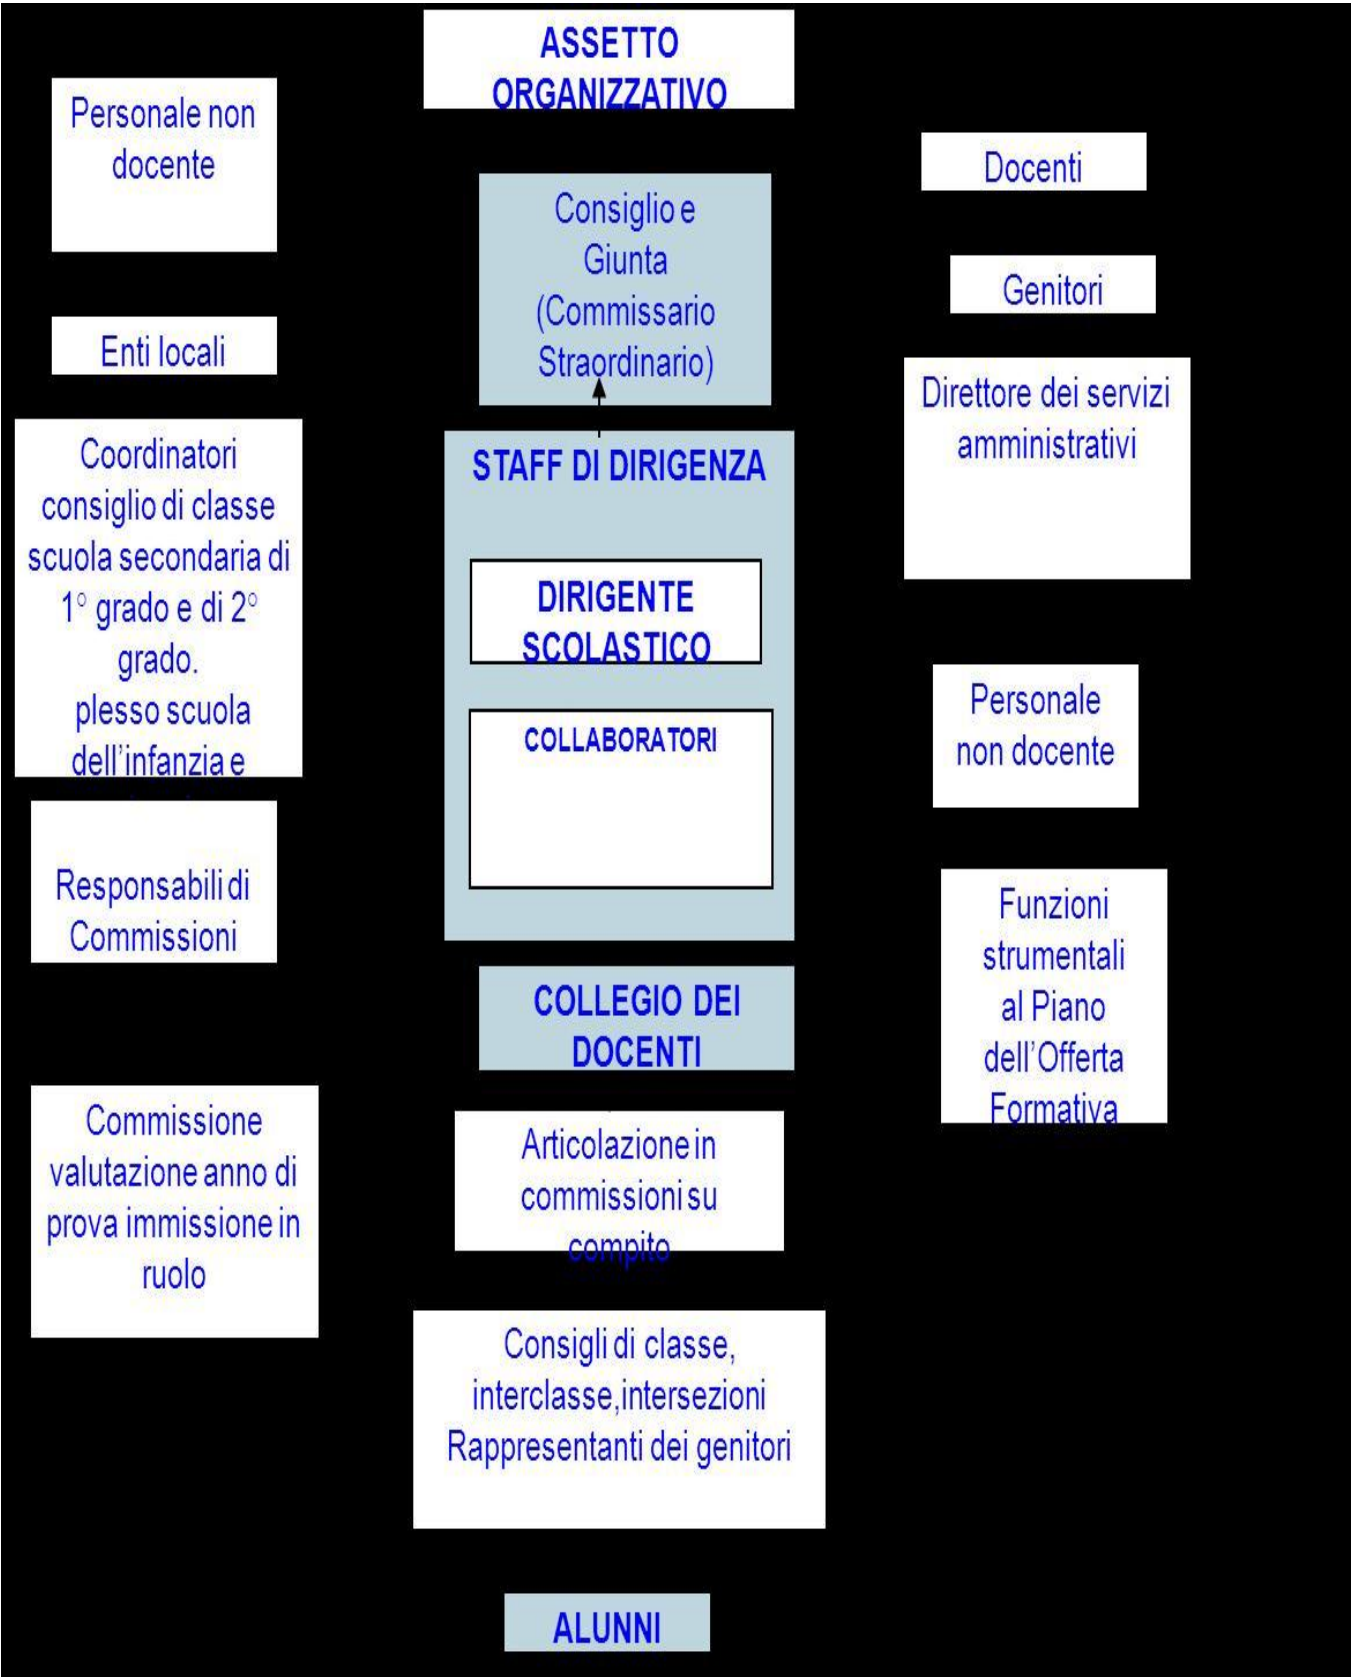 ASSETTO
ORGANIZZATIVO
Personale non
docente
Enti locali
Coordinatori
consiglio di classe
scuola secondaria di
1° grado e di 2°
grado.
plesso scuola
dell’infanzia e
Responsabili di
Commissioni
Commissione
valutazione anno di
prova immissione in
ruolo
Consiglio e
Giunta
(Commissario
Straordinario)
STAFF DI DIRIGENZA
DIRIGENTE
SCOLASTICO
COLLABORATORI
COLLEGIO DEI
DOCENTI
Articolazione in
commissioni su
compito
Consigli di classe,
interclasse,intersezioni
Rappresentanti dei genitori
ALUNNI
Docenti
Genitori
Direttore dei servizi
amministrativi
Personale
non docente
Funzioni
strumentali
al Piano
dell’Offerta
Formativa